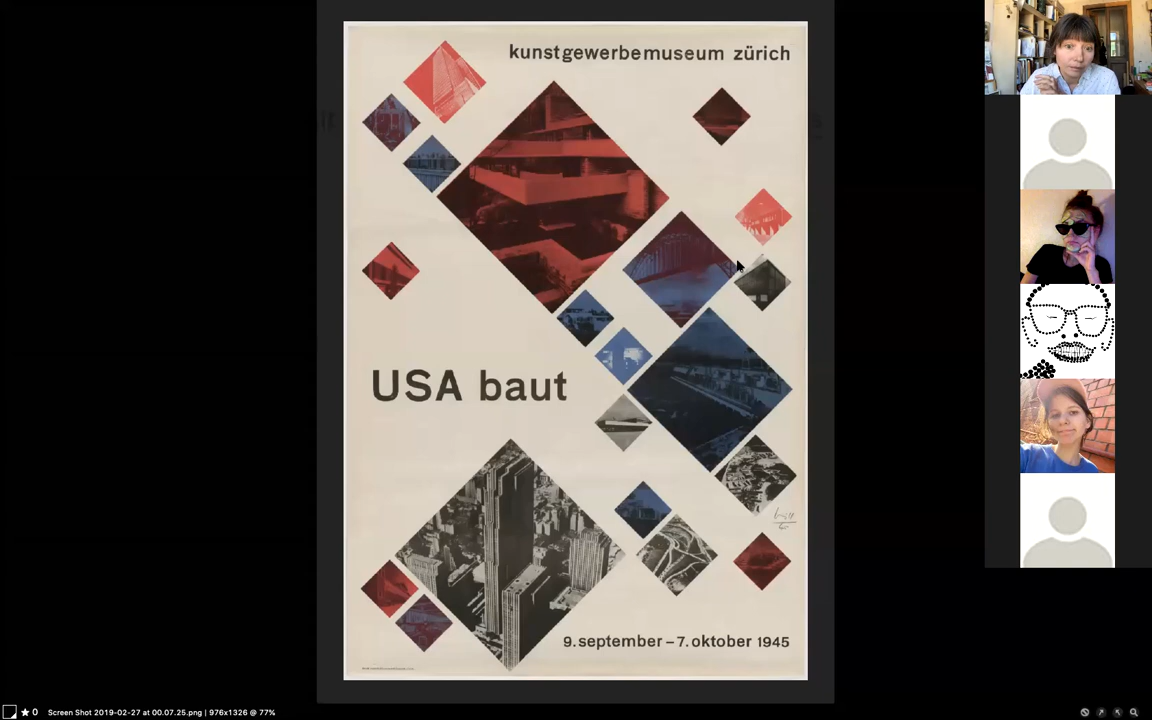 kunstgewerbemuseum zürich
USA baut
9. september – 7. oktober 1945
0 Screen Shot 2019-02-27 at 00.07.25.png | 976x1326 @ 77%